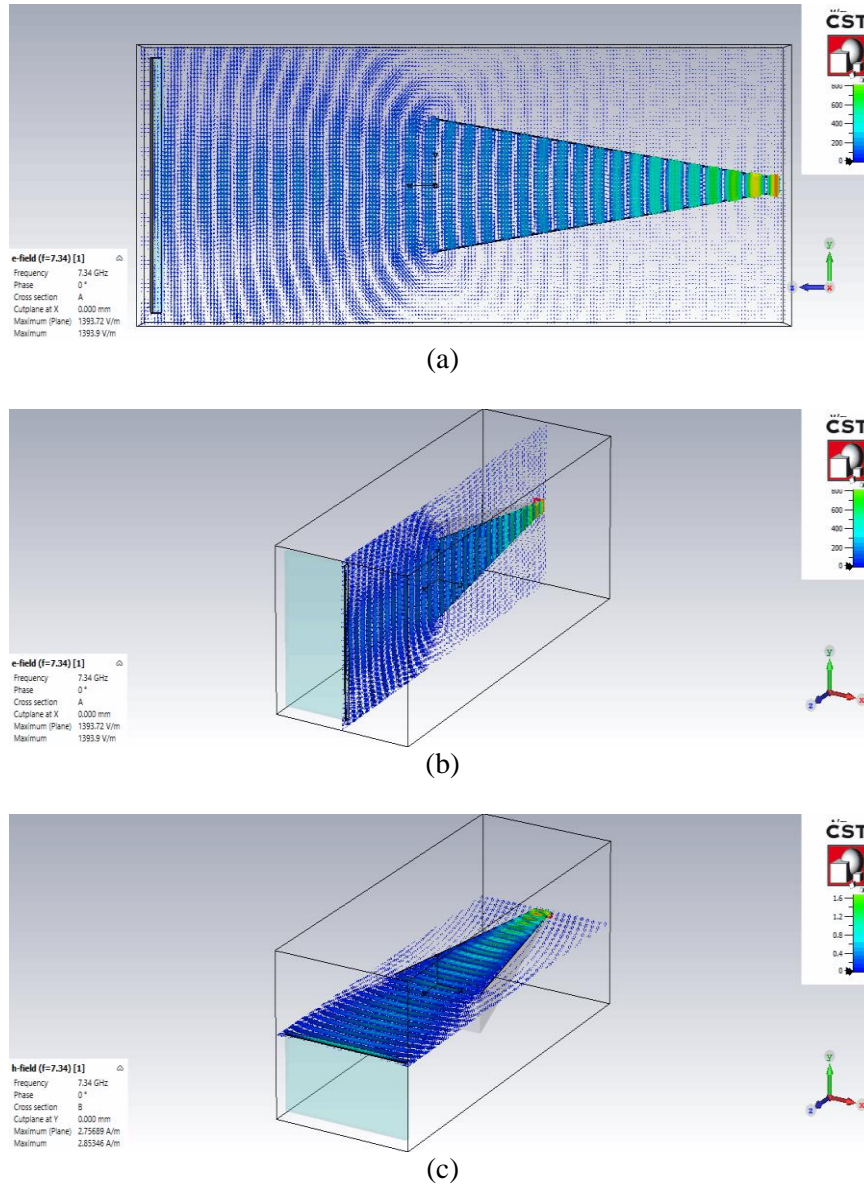 CST
800
600
400
200
0
y
z
x
e-field (f=7.34) [1]
Frequency 7.34 GHz
Phase 0 °
Cross section A
Cutplane at X 0.000 mm
Maximum (Plane) 1393.72 V/m
Maximum 1393.9 V/m
(a)
CST
600
400
200
0
y
z
x
e-field (f=7.34) [1]
Frequency 7.34 GHz
Phase 0 °
Cross section A
Cutplane at X 0.000 mm
Maximum (Plane) 1393.72 V/m
Maximum 1393.9 V/m
(b)
CST
1.6
1.2
0.8
0.4
0
y
z
x
h-field (f=7.34) [1]
Frequency 7.34 GHz
Phase 0 °
Cross section B
Cutplane at Y 0.000 mm
Maximum (Plane) 2.75689 A/m
Maximum 2.85346 A/m
(c)